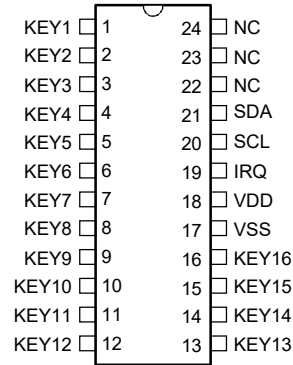 KEY1 1 24 NC
KEY2 2 23 NC
KEY3 3 22 NC
KEY4 4 21 SDA
KEY5 5 20 SCL
KEY6 6 19 IRQ
KEY7 7 18 VDD
KEY8 8 17 VSS
KEY9 9 16 KEY16
KEY10 10 15 KEY15
KEY11 11 14 KEY14
KEY12 12 13 KEY13